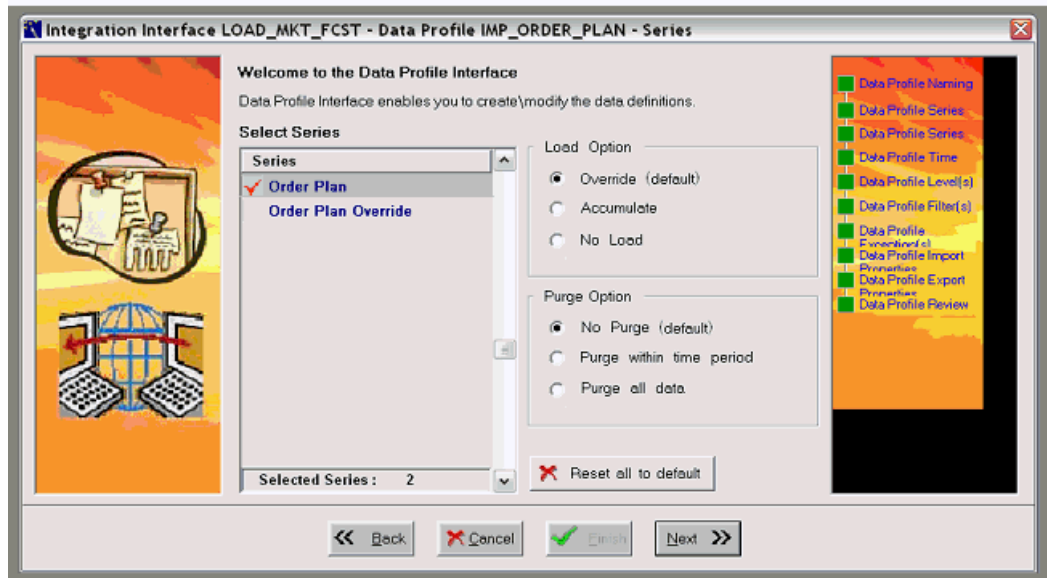 Integration Interface LOAD_MKT_FCST - Data Profile IMP_ORDER_PLAN - Series
Welcome to the Data Profile Interface
Data Profile Interface enables you to create\modify the data definitions.
Select Series
Series
Order Plan
Order Plan Override
Selected Series : 2
Load Option
Override (default)
Accumulate
No Load
Purge Option
No Purge (default)
Purge within time period
Purge all data
Reset all to default
Data Profile Naming
Data Profile Series
Data Profile Series
Data Profile Time
Data Profile Level(s)
Data Profile Filter(s)
Data Profile
Exception(s)
Data Profile Import
Properties
Data Profile Export
Properties
Data Profile Review
Back
Cancel
Finish
Next